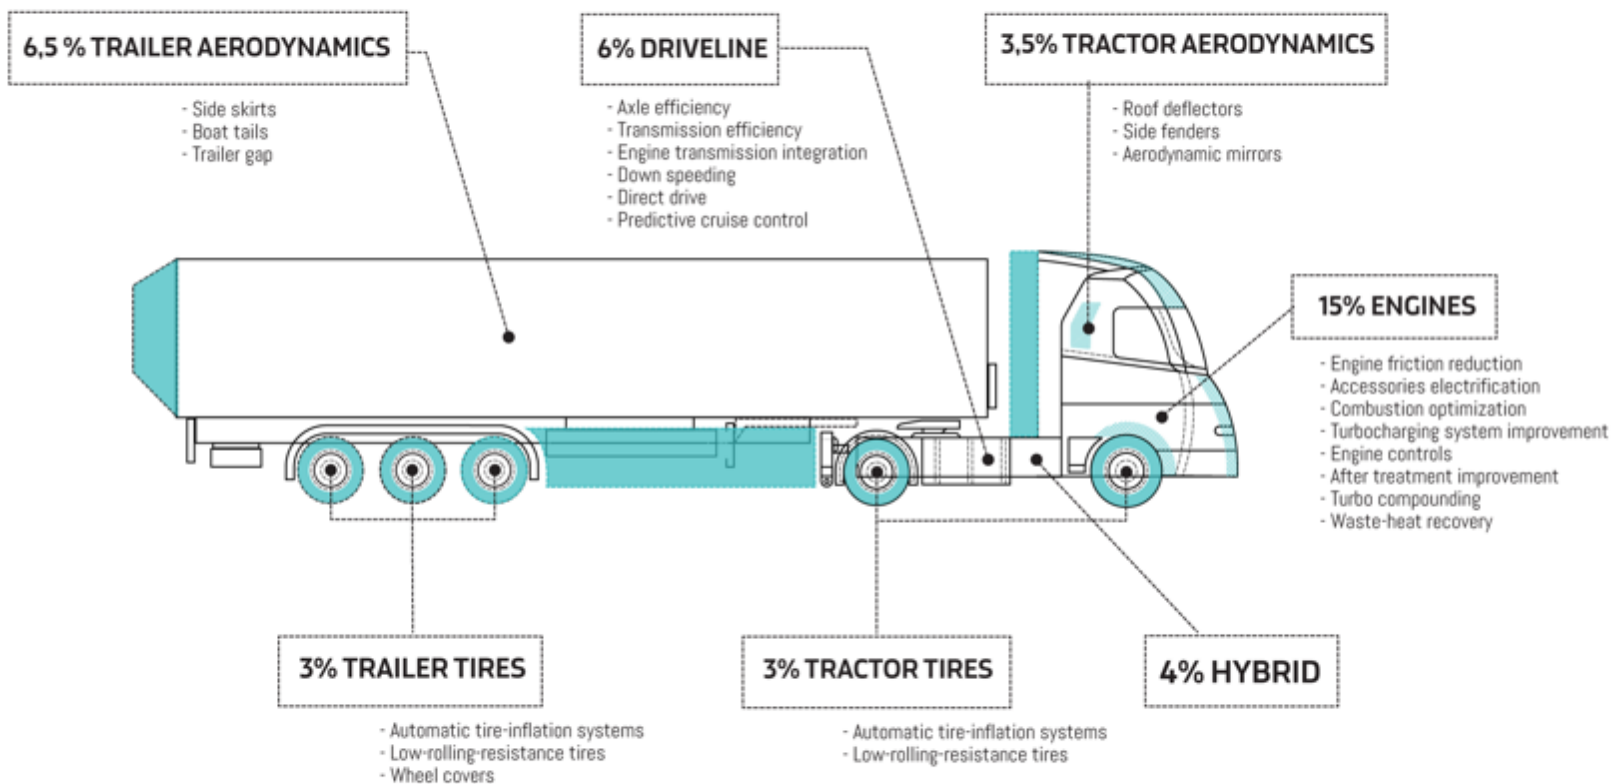 6,5 % TRAILER AERODYNAMICS
- Side skirts
- Boat tails
- Trailer gap
6% DRIVELINE
- Axle efficiency
- Transmission efficiency
- Engine transmission integration
- Down speeding
- Direct drive
- Predictive cruise control
3,5% TRACTOR AERODYNAMICS
- Roof deflectors
- Side fenders
- Aerodynamic mirrors
15% ENGINES
- Engine friction reduction
- Accessories electrification
- Combustion optimization
- Turbocharging system improvement
- Engine controls
- After treatment improvement
- Turbo compounding
- Waste-heat recovery
3% TRAILER TIRES
- Automatic tire-inflation systems
- Low-rolling-resistance tires
- Wheel covers
3% TRACTOR TIRES
- Automatic tire-inflation systems
- Low-rolling-resistance tires
4% HYBRID